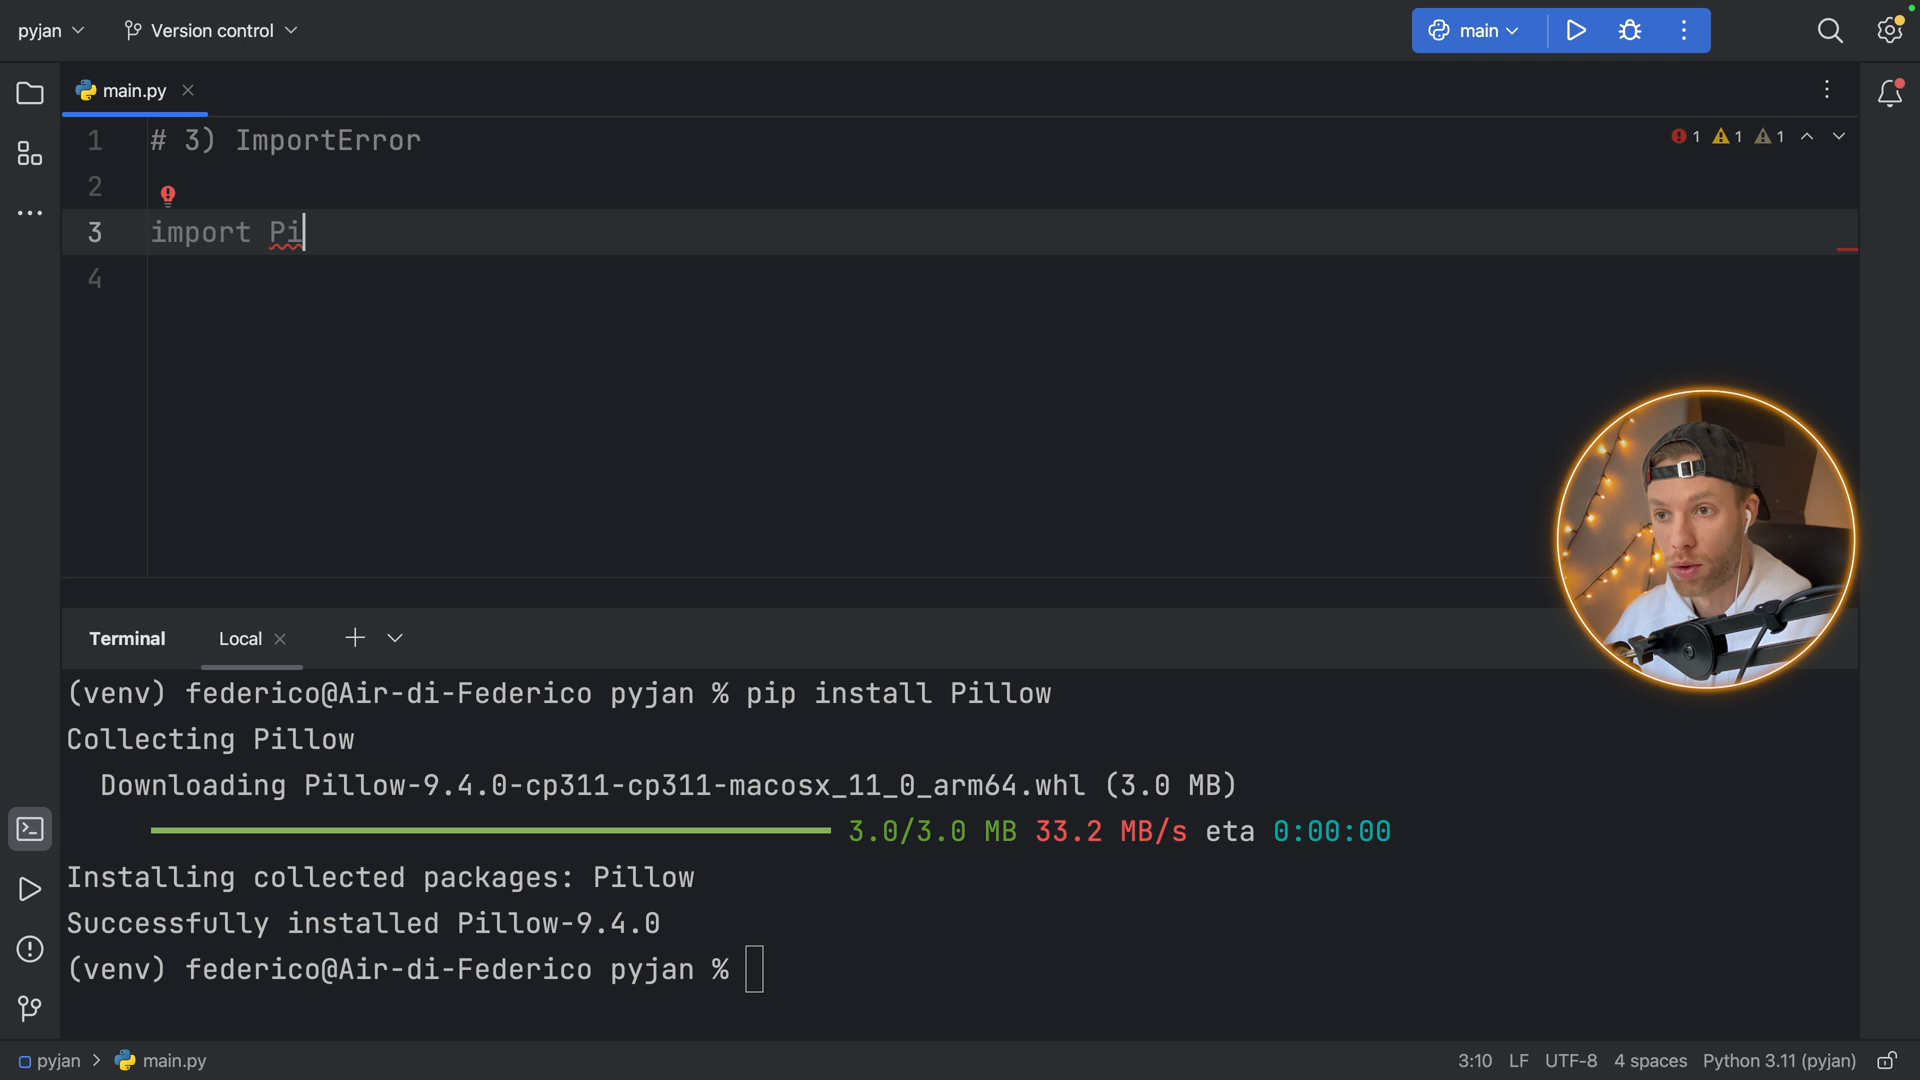 pyjan Version control main
main.py
1 # 3) ImportError
1 1 1
2
3 import Pi
4
Terminal Local
(venv) federico@Air-di-Federico pyjan % pip install Pillow
Collecting Pillow
Downloading Pillow-9.4.0-cp311-cp311-macosx_11_0_arm64.whl (3.0 MB)
3.0/3.0 MB 33.2 MB/s eta 0:00:00
Installing collected packages: Pillow
Successfully installed Pillow-9.4.0
(venv) federico@Air-di-Federico pyjan %
pyjan > main.py 3:10 LF UTF-8 4 spaces Python 3.11 (pyjan)